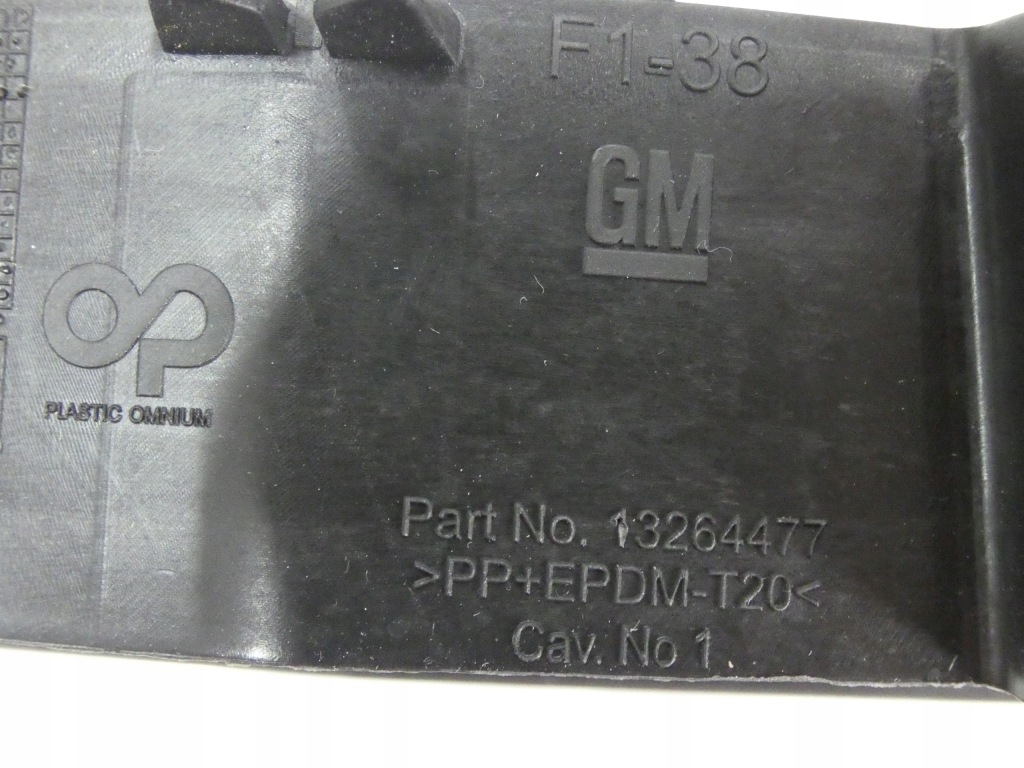 F1-38
GM
PLASTIC OMNIUM
Part No. 13264477
>PP+EPDM-T20<
Cav. No 1